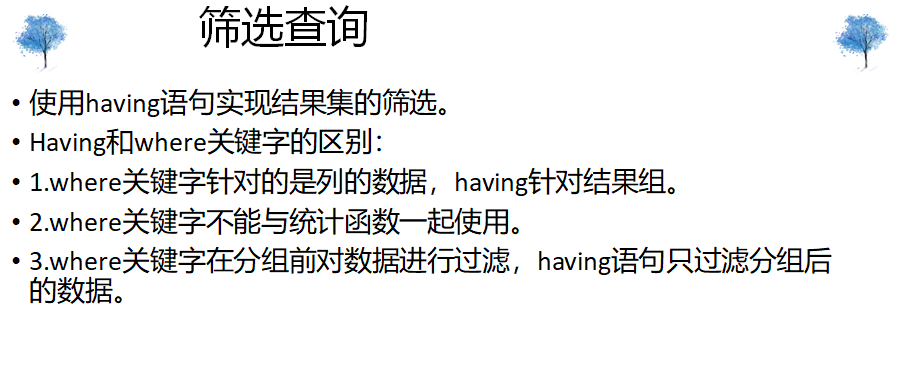 筛选查询
• 使用having语句实现结果集的筛选。
• Having和where关键字的区别：
• 1.where关键字针对的是列的数据，having针对结果组。
• 2.where关键字不能与统计函数一起使用。
• 3.where关键字在分组前对数据进行过滤，having语句只过滤分组后
的数据。